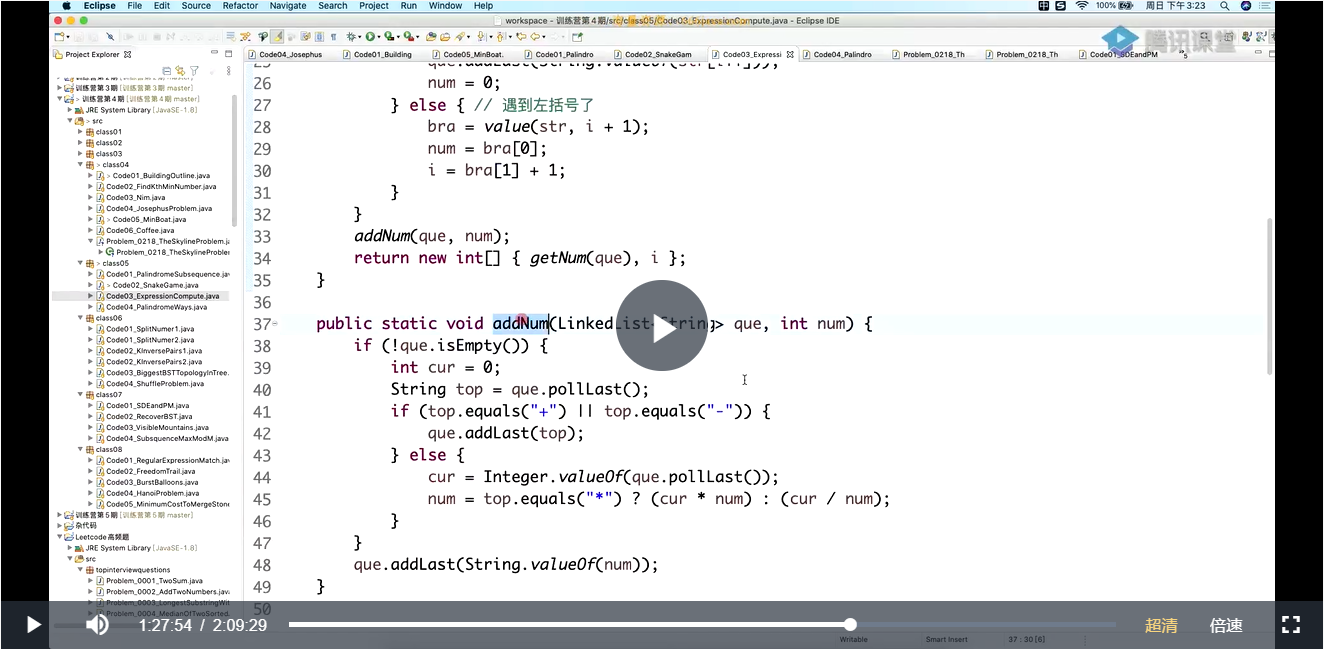 Eclipse File Edit Source Refactor Navigate Search Project Run Window Help 100% 周日下午3:23
workspace - 训练营第4期/src/class05/Code03_ExpressionCompute.java - Eclipse IDE
腾讯课堂
Project Explorer
Code04_Josephus Code01_Building Code05_MinBoat. Code01_Palindro Code02_SnakeGam Code03_Expressi Code04_Palindro Problem_0218_Th Problem_0218_Th Code01_SDEandPM
训练营第3期 [训练营第3期 master]
> 训练营第4期 [训练营第4期 master]
JRE System Library [JavaSE-1.8]
> src
class01
class02
class03
> class04
> Code01_BuildingOutline.java
Code02_FindKthMinNumber.java
Code03_Nim.java
Code04_JosephusProblem.java
> Code05_MinBoat.java
Code06_Coffee.java
Problem_0218_TheSkylineProblem.ja
Problem_0218_TheSkylineProbler
> class05
Code01_PalindromeSubsequence.jav
> Code02_SnakeGame.java
Code03_ExpressionCompute.java
Code04_PalindromeWays.java
class06
Code01_SplitNumer1.java
Code01_SplitNumer2.java
Code02_KInversePairs1.java
Code02_KInversePairs2.java
Code03_BiggestBSTTopologyInTree.
Code04_ShuffleProblem.java
class07
Code01_SDEandPM.java
Code02_RecoverBST.java
Code03_VisibleMountains.java
Code04_SubsquenceMaxModM.java
class08
Code01_RegularExpressionMatch.jav
Code02_FreedomTrail.java
Code03_BurstBalloons.java
Code04_HanoiProblem.java
Code05_MinimumCostToMergeStone
训练营第5期 [训练营第5期 master]
杂代码
Leetcode高频题
JRE System Library [JavaSE-1.8]
src
topinterviewquestions
Problem_0001_TwoSum.java
Problem_0002_AddTwoNumbers.java
Problem_0003_LongestSubstringWit
Problem_0004_MedianOfTwoSorted
26 num = 0;
27 } else { // 遇到左括号了
28 bra = value(str, i + 1);
29 num = bra[0];
30 i = bra[1] + 1;
31 }
32 }
33 addNum(que, num);
34 return new int[] { getNum(que), i };
35 }
36
37 public static void addNum(LinkedList<String> que, int num) {
38 if (!que.isEmpty()) {
39 int cur = 0;
40 String top = que.pollLast();
41 if (top.equals("+") || top.equals("-")) {
42 que.addLast(top);
43 } else {
44 cur = Integer.valueOf(que.pollLast());
45 num = top.equals("*") ? (cur * num) : (cur / num);
46 }
47 }
48 que.addLast(String.valueOf(num));
49 }
50
1:27:54 / 2:09:29 超清 倍速
Writable Smart Insert 37 : 30 [6]